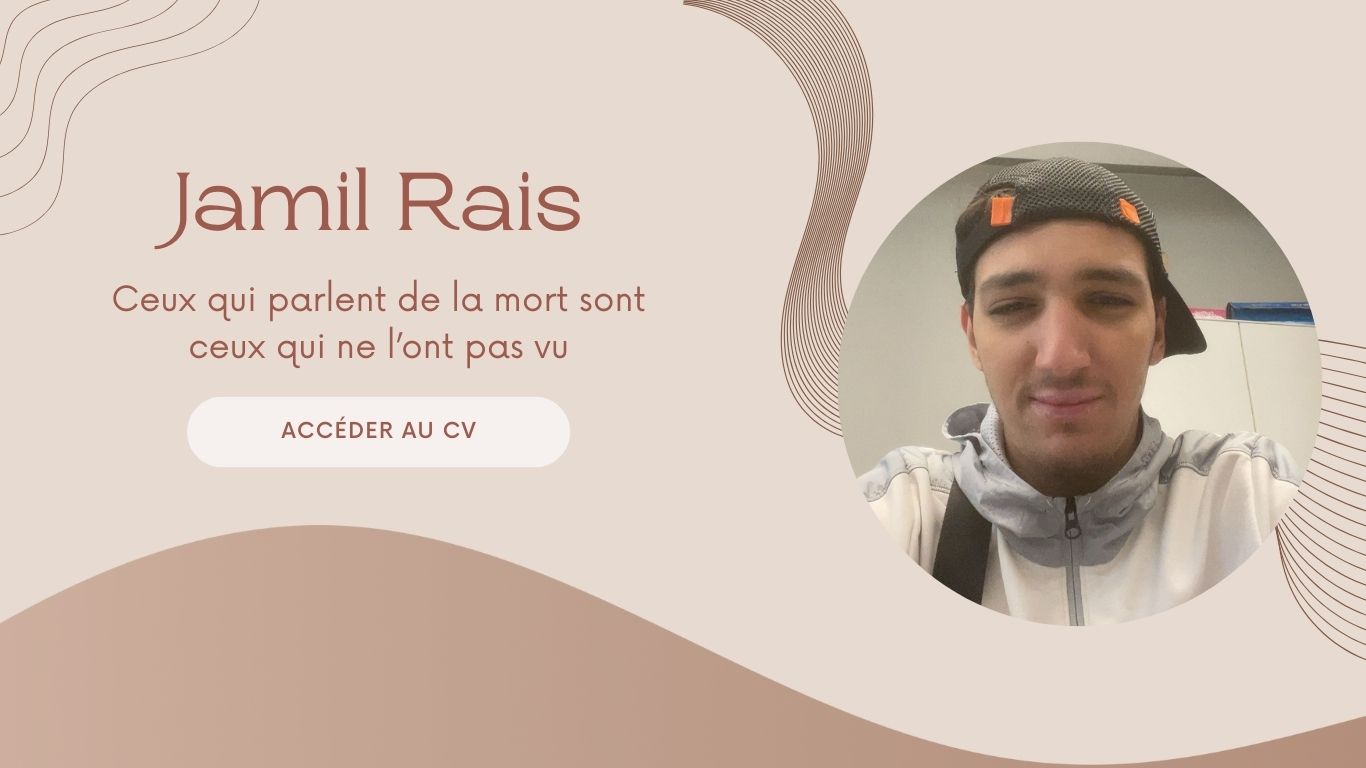 Jamil Rais
Ceux qui parlent de la mort sont
ceux qui ne l’ont pas vu
ACCÉDER AU CV